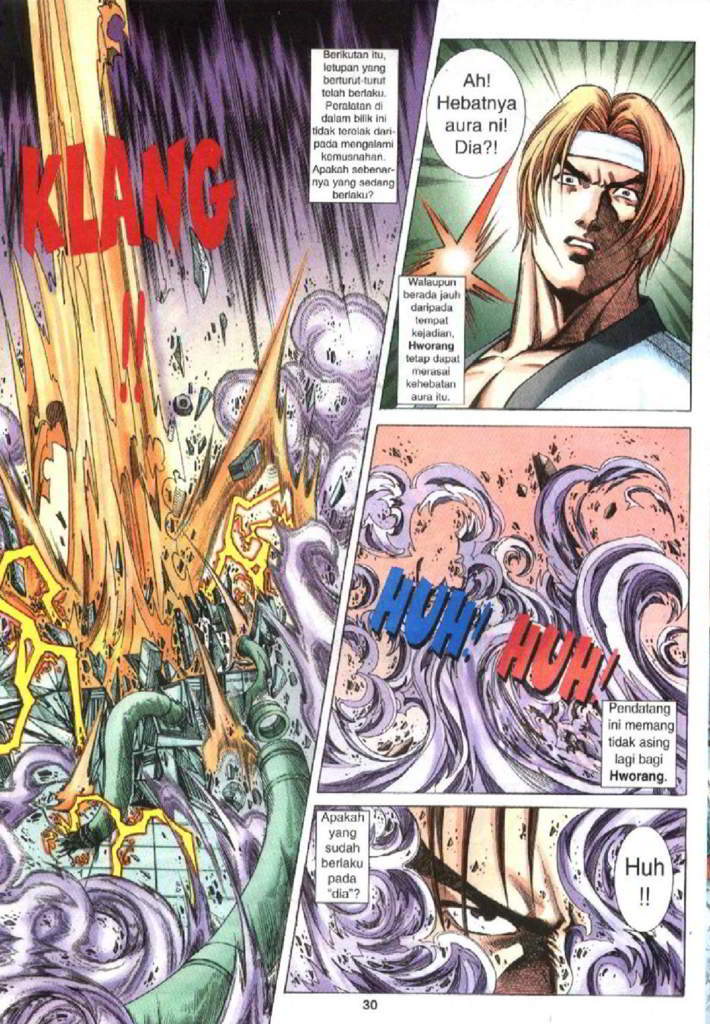 Berikutan itu,
letupan yang
berturut-turut
telah berlaku.
Peralatan di
dalam bilik ini
tidak terelak dari-
pada mengalami
kemusnahan.
Apakah sebenar-
nya yang sedang
berlaku?
KLANG
!!
Ah!
Hebatnya
aura ni!
Dia?!
Walaupun
berada jauh
daripada
tempat
kejadian,
Hworang
tetap dapat
merasai
kehebatan
aura itu.
HUH! HUH!
Pendatang
ini memang
tidak asing
lagi bagi
Hworang.
Apakah
yang
sudah
berlaku
pada
"dia"?
Huh
!!
30